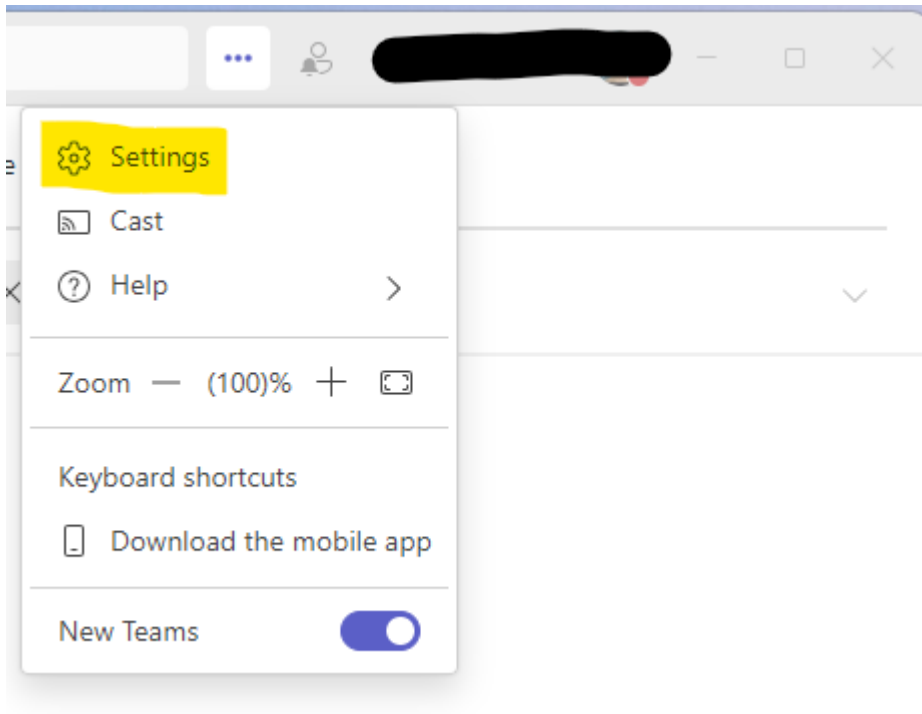 e
Settings
Cast
Help
Zoom — (100)% +
Keyboard shortcuts
Download the mobile app
New Teams